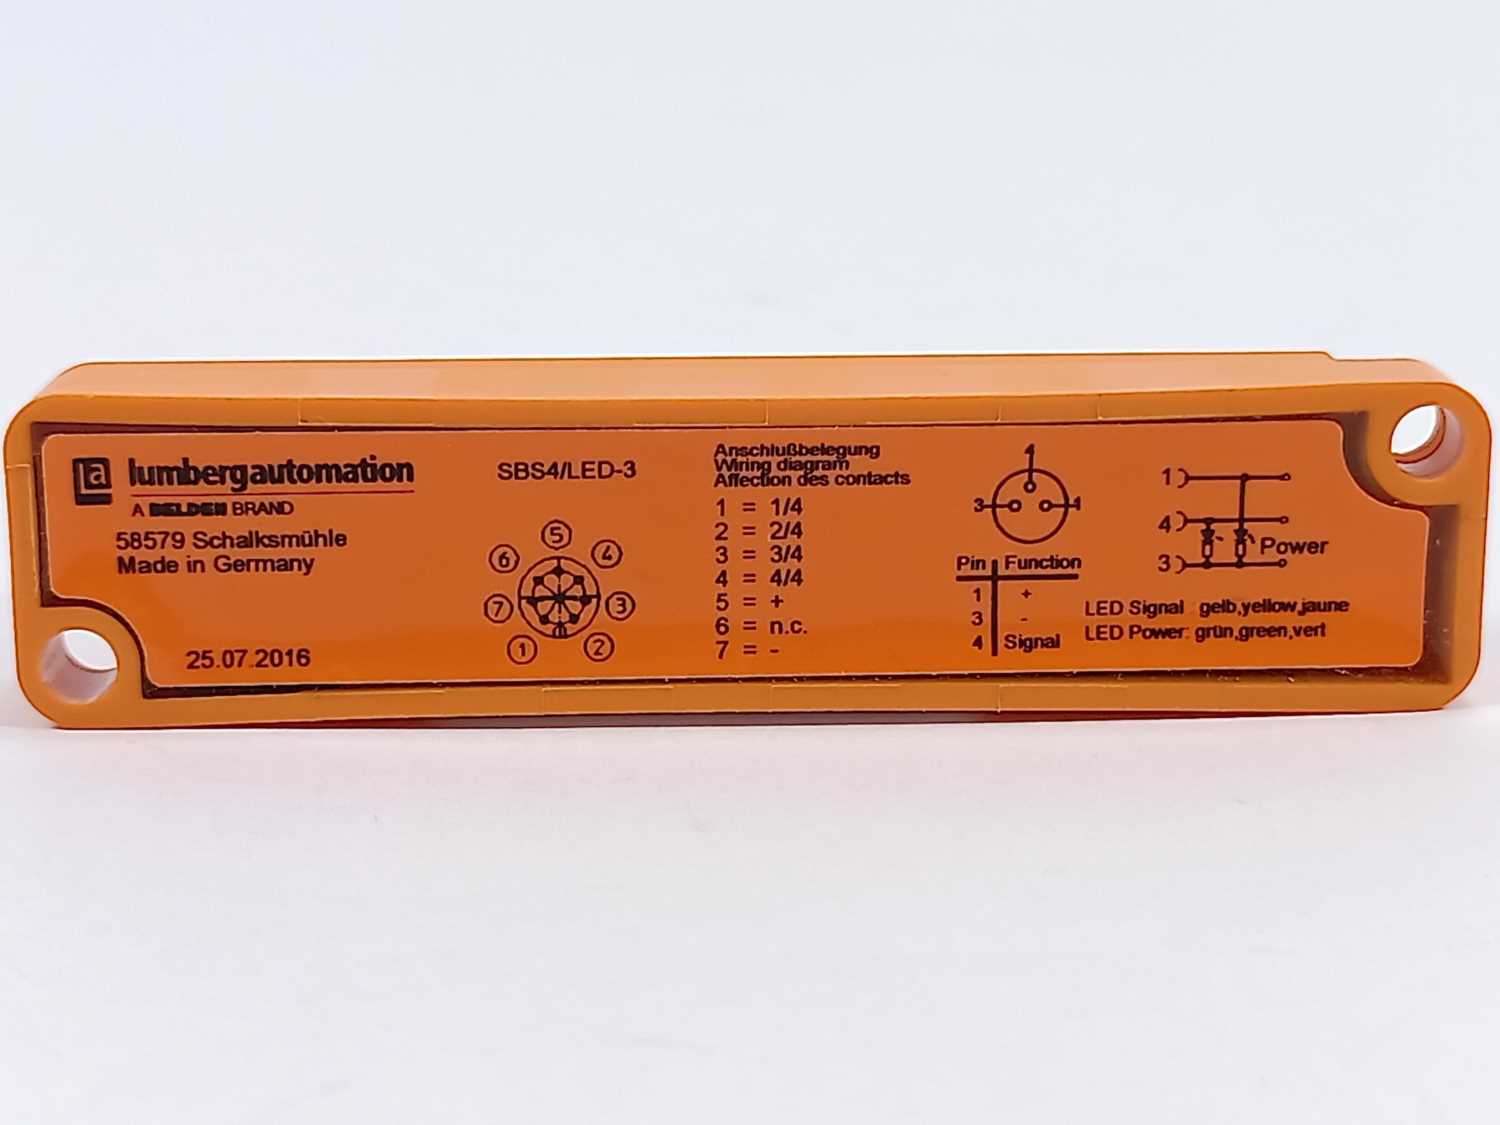 la lumbergautomation
A BELDEN BRAND
58579 Schalksmühle
Made in Germany
25.07.2016
SBS4/LED-3
5
6 4
7 3
1 2
Anschlußbelegung
Wiring diagram
Affection des contacts
1 = 1/4
2 = 2/4
3 = 3/4
4 = 4/4
5 = +
6 = n.c.
7 = -
4
3 1
Pin Function
1 +
3 -
4 Signal
1
4
Power
3
LED Signal: gelb,yellow,jaune
LED Power: grün,green,vert